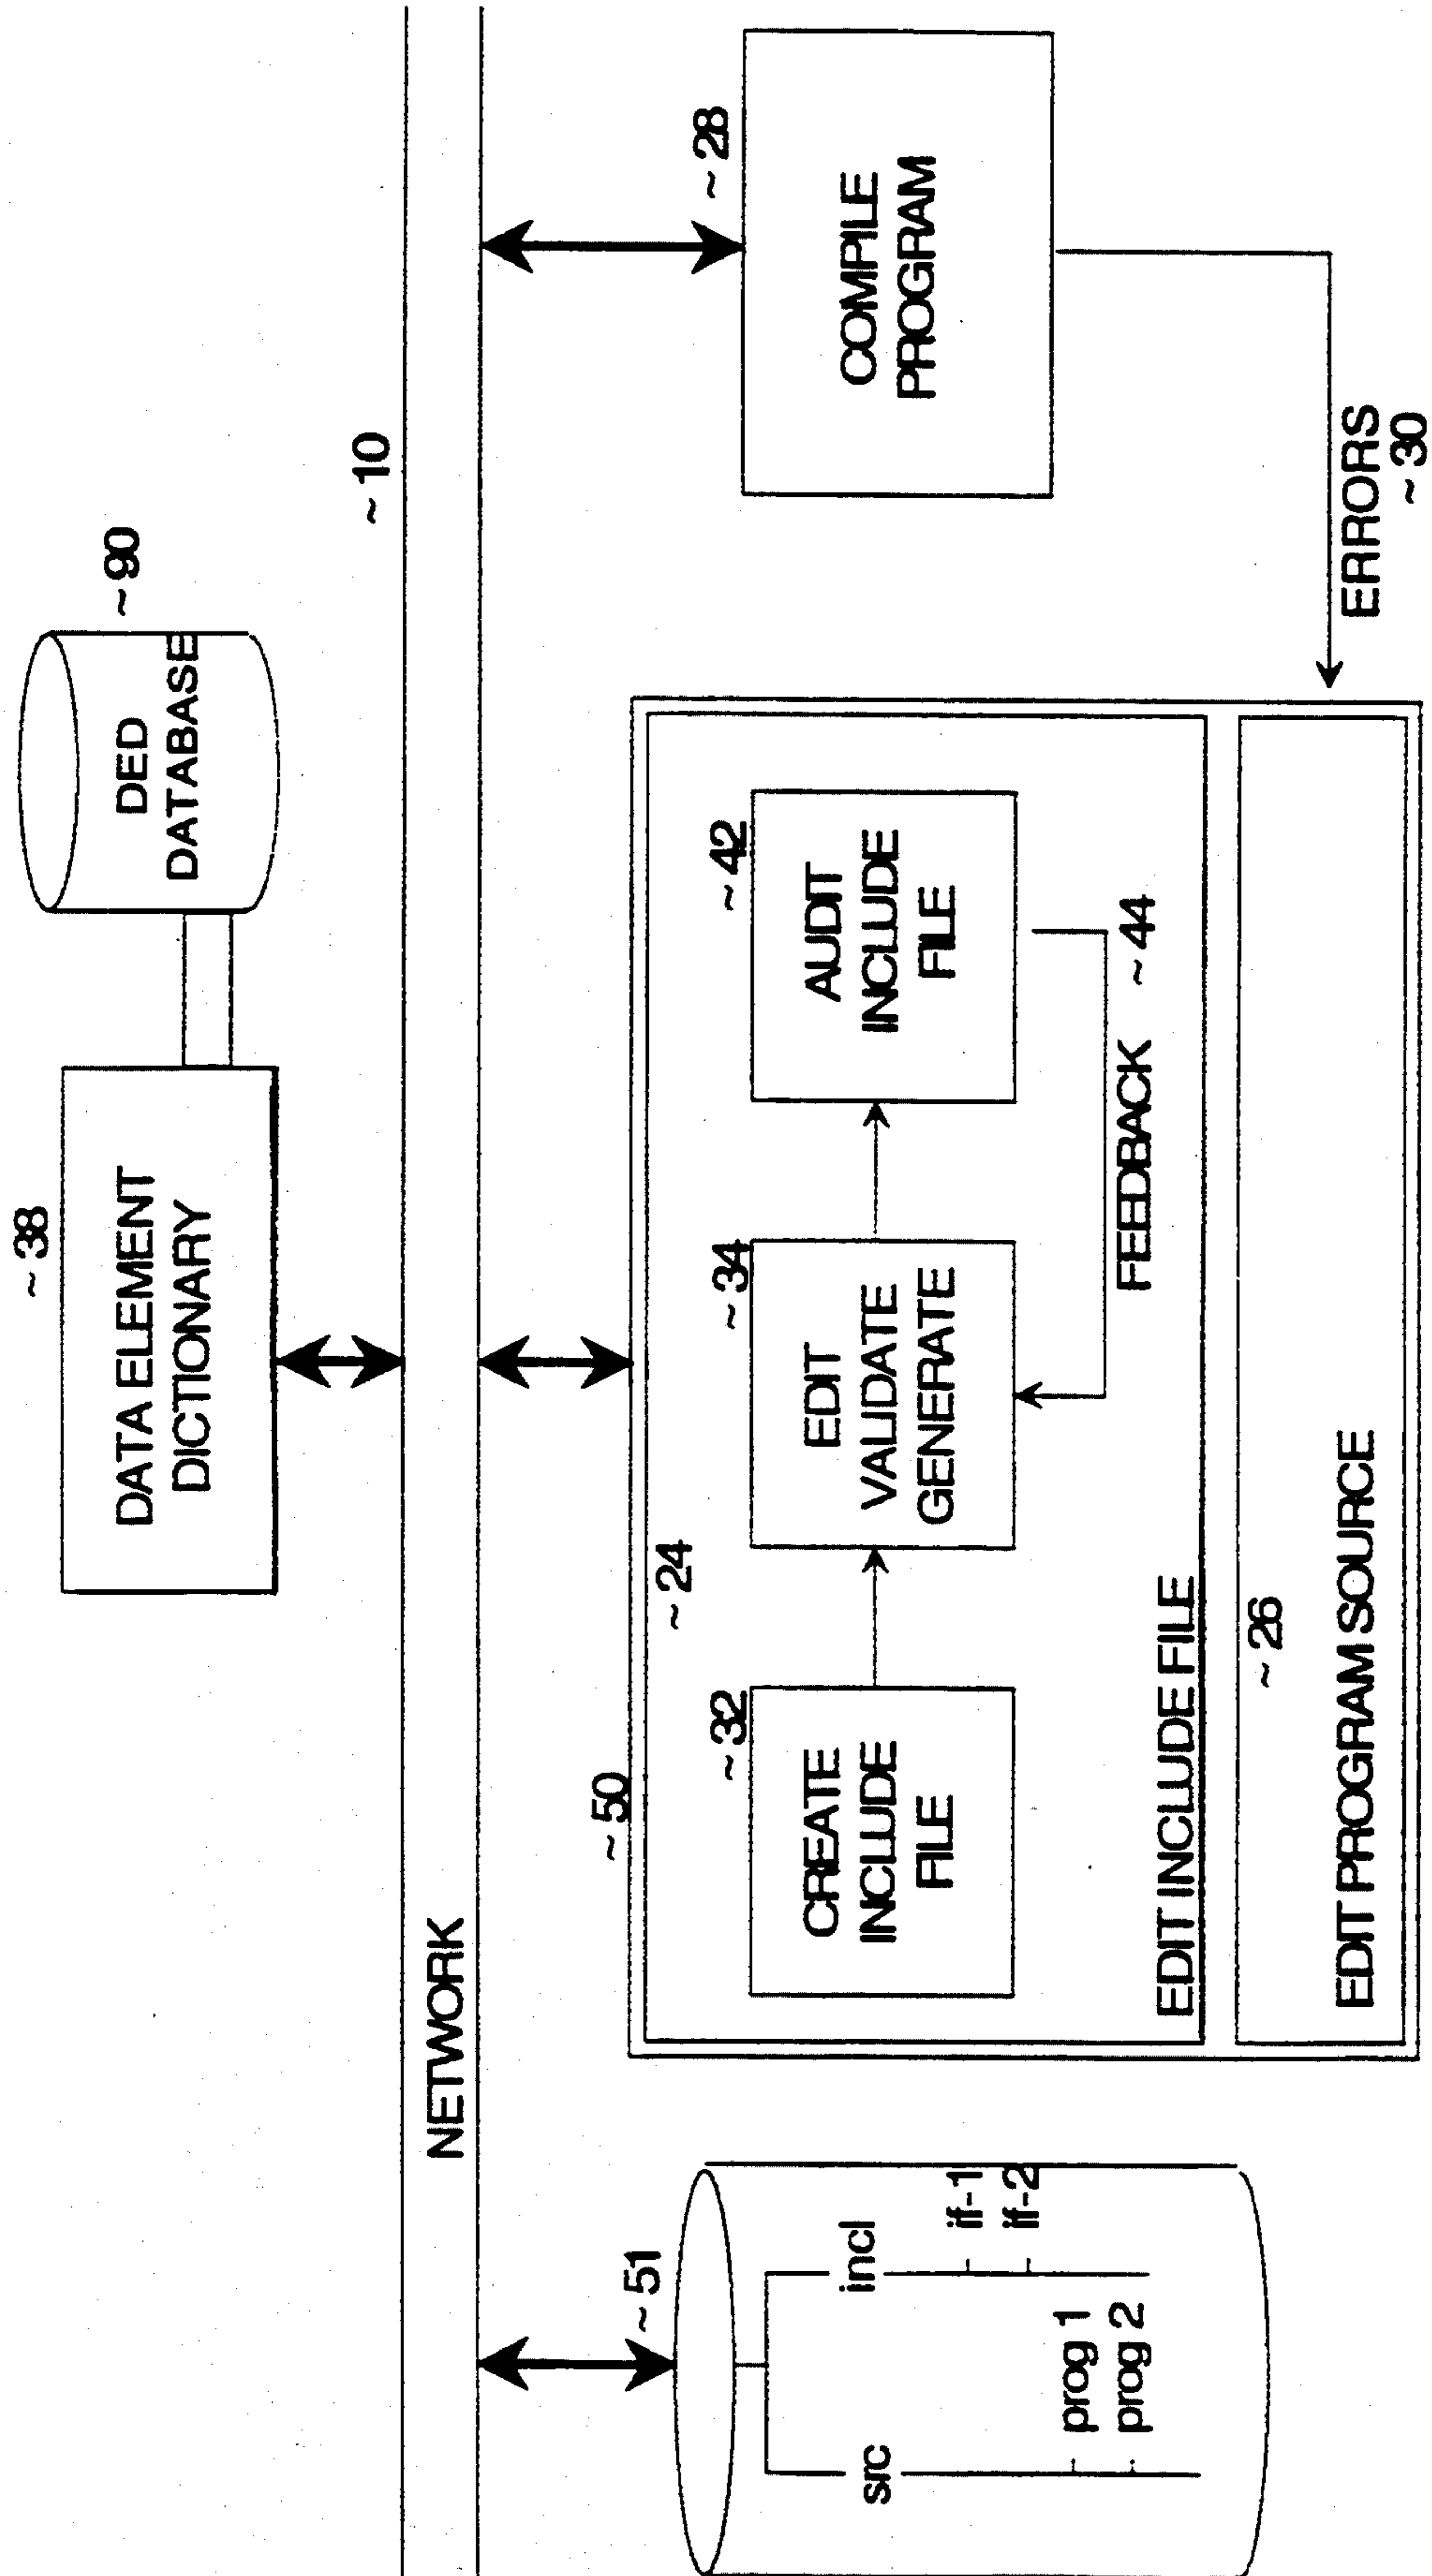 ~38
DATA ELEMENT
DICTIONARY
~90
DED
DATABASE
NETWORK
~10
~51
src
prog 1
prog 2
incl
if-1
if-2
~50
~24
~32
CREATE
INCLUDE
FILE
~34
EDIT
VALIDATE
GENERATE
~42
AUDIT
INCLUDE
FILE
FEEDBACK ~44
EDIT INCLUDE FILE
~26
EDIT PROGRAM SOURCE
~28
COMPILE
PROGRAM
ERRORS
~30